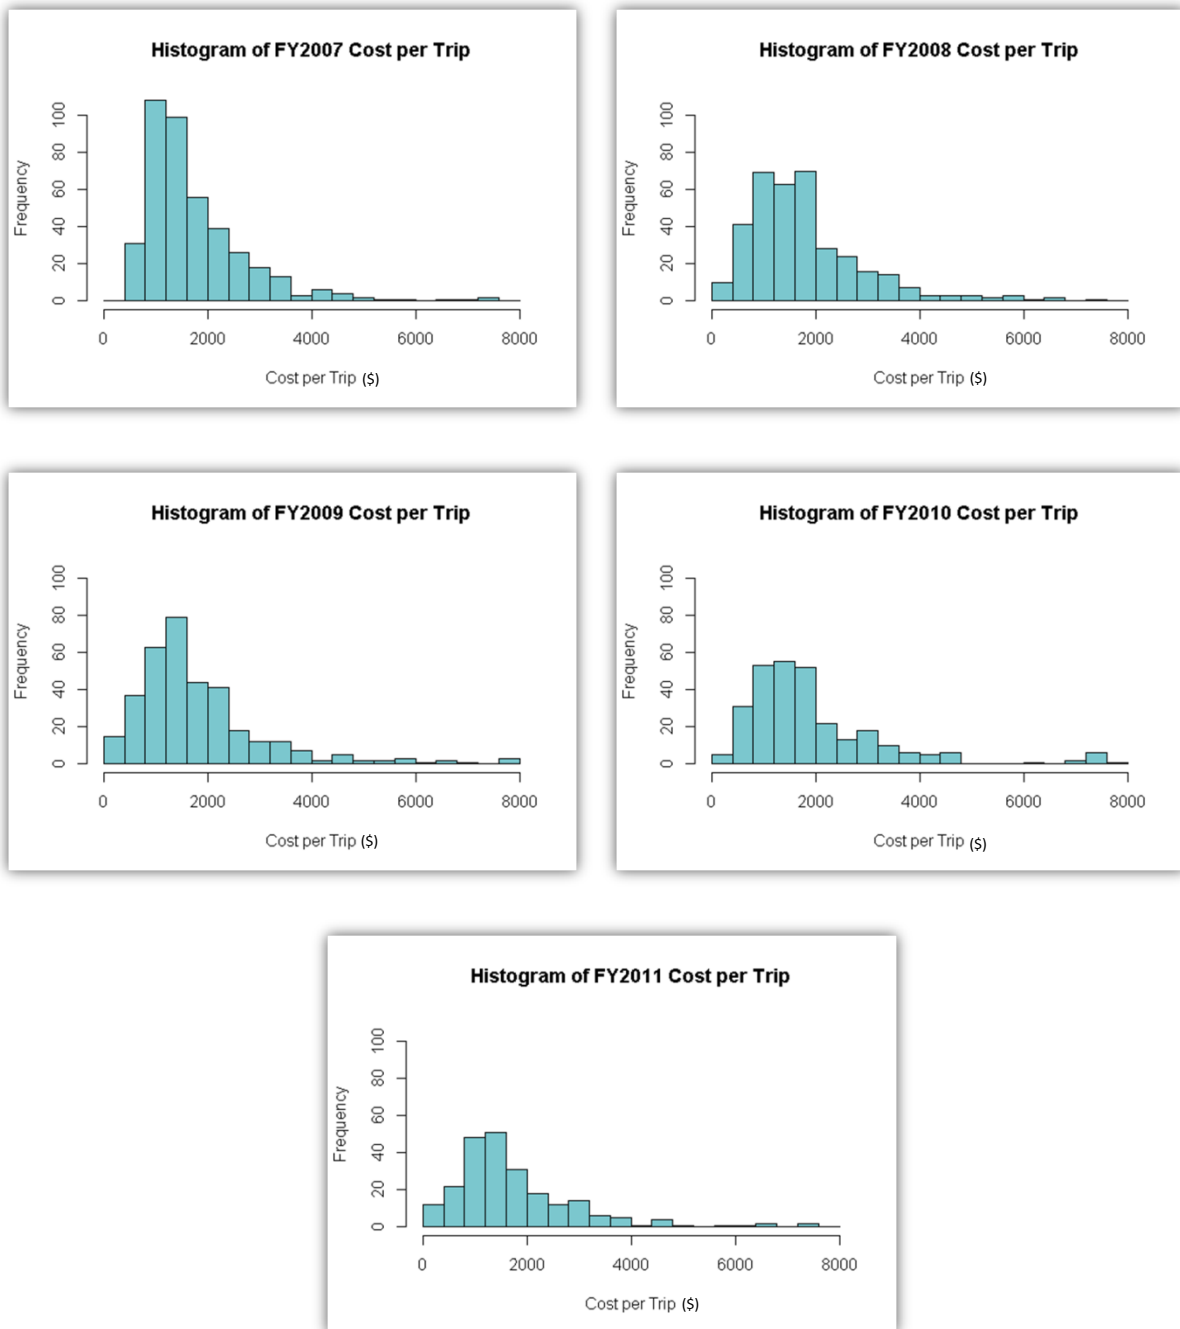 Histogram of FY2007 Cost per Trip
Frequency
0 20 40 60 80 100
0 2000 4000 6000 8000
Cost per Trip ($)
Histogram of FY2008 Cost per Trip
Frequency
0 20 40 60 80 100
0 2000 4000 6000 8000
Cost per Trip ($)
Histogram of FY2009 Cost per Trip
Frequency
0 20 40 60 80 100
0 2000 4000 6000 8000
Cost per Trip ($)
Histogram of FY2010 Cost per Trip
Frequency
0 20 40 60 80 100
0 2000 4000 6000 8000
Cost per Trip ($)
Histogram of FY2011 Cost per Trip
Frequency
0 20 40 60 80 100
0 2000 4000 6000 8000
Cost per Trip ($)